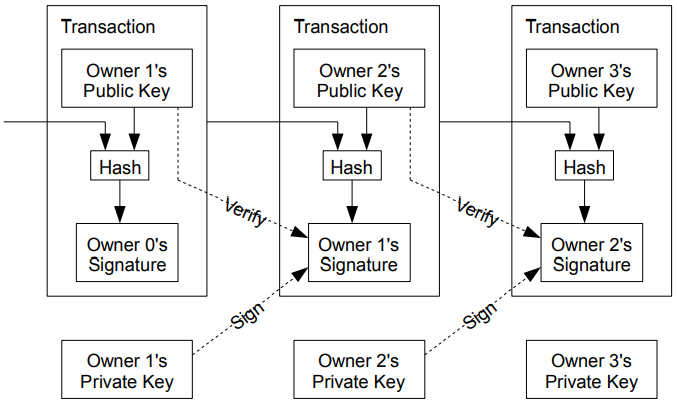 Transaction
Owner 1's
Public Key
Hash
Owner 0's
Signature
Verify
Transaction
Owner 2's
Public Key
Hash
Owner 1's
Signature
Verify
Transaction
Owner 3's
Public Key
Hash
Owner 2's
Signature
Sign
Sign
Owner 1's
Private Key
Owner 2's
Private Key
Owner 3's
Private Key